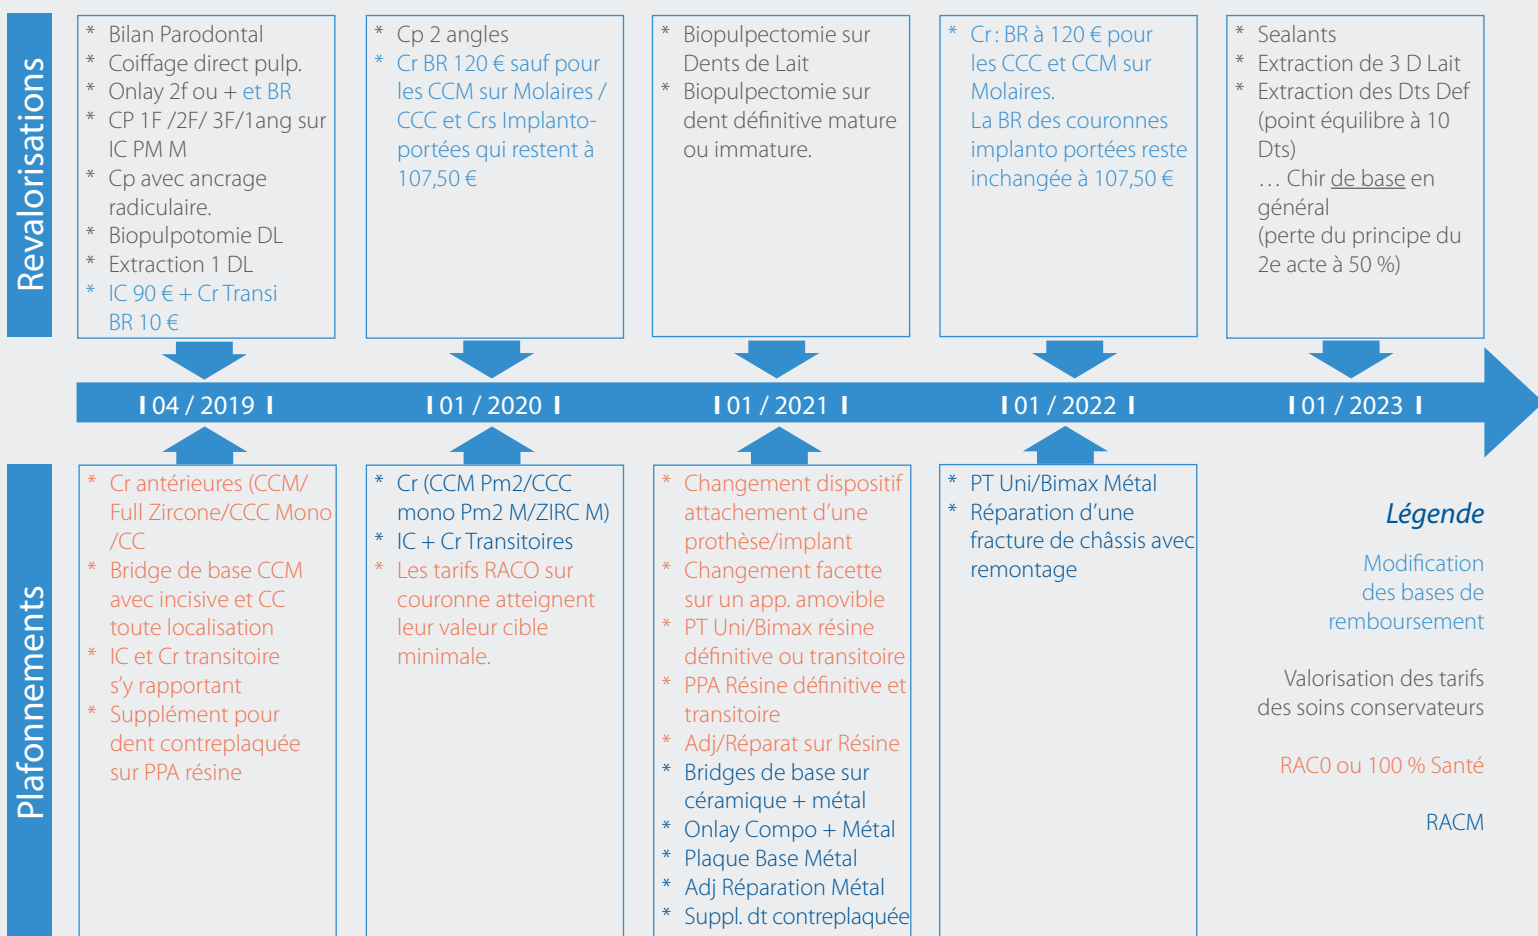 Revalorisations
* Bilan Parodontal
* Coiffage direct pulp.
* Onlay 2f ou + et BR
* CP 1F /2F/ 3F/1ang sur
IC PM M
* Cp avec ancrage
radiculaire.
* Biopulpotomie DL
* Extraction 1 DL
* IC 90 € + Cr Transi
BR 10 €
* Cp 2 angles
* Cr BR 120 € sauf pour
les CCM sur Molaires /
CCC et Crs Implanto-
portées qui restent à
107,50 €
* Biopulpectomie sur
Dents de Lait
* Biopulpectomie sur
dent définitive mature
ou immature.
* Cr : BR à 120 € pour
les CCC et CCM sur
Molaires.
La BR des couronnes
implanto portées reste
inchangée à 107,50 €
* Sealants
* Extraction de 3 D Lait
* Extraction des Dts Def
(point équilibre à 10
Dts)
… Chir de base en
général
(perte du principe du
2e acte à 50 %)
I 04 / 2019 I
I 01 / 2020 I
I 01 / 2021 I
I 01 / 2022 I
I 01 / 2023 I
Plafonnements
* Cr antérieures (CCM/
Full Zircone/CCC Mono
/CC
* Bridge de base CCM
avec incisive et CC
toute localisation
* IC et Cr transitoire
s’y rapportant
* Supplément pour
dent contreplaquée
sur PPA résine
* Cr (CCM Pm2/CCC
mono Pm2 M/ZIRC M)
* IC + Cr Transitoires
* Les tarifs RACO sur
couronne atteignent
leur valeur cible
minimale.
* Changement dispositif
attachement d’une
prothèse/implant
* Changement facette
sur un app. amovible
* PT Uni/Bimax résine
définitive ou transitoire
* PPA Résine définitive et
transitoire
* Adj/Réparat sur Résine
* Bridges de base sur
céramique + métal
* Onlay Compo + Métal
* Plaque Base Métal
* Adj Réparation Métal
* Suppl. dt contreplaquée
* PT Uni/Bimax Métal
* Réparation d’une
fracture de châssis avec
remontage
Légende
Modification
des bases de
remboursement
Valorisation des tarifs
des soins conservateurs
RAC0 ou 100 % Santé
RACM